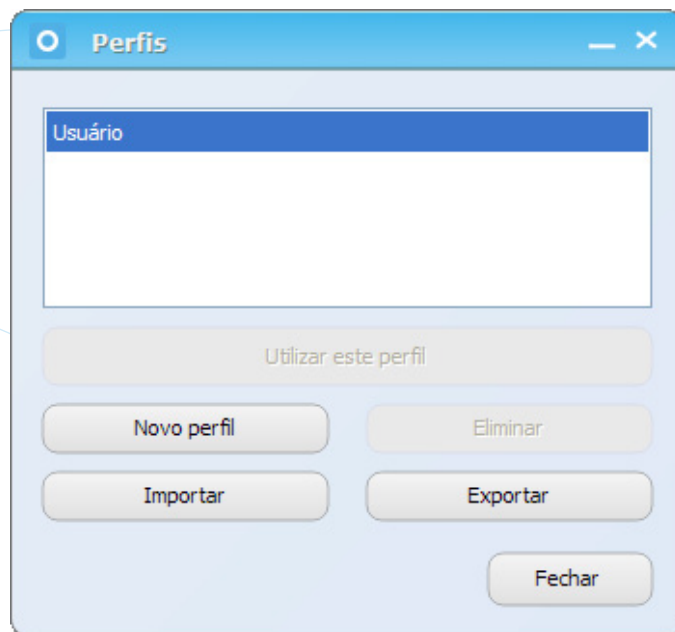 Perfis
Usuário
Utilizar este perfil
Novo perfil
Eliminar
Importar
Exportar
Fechar